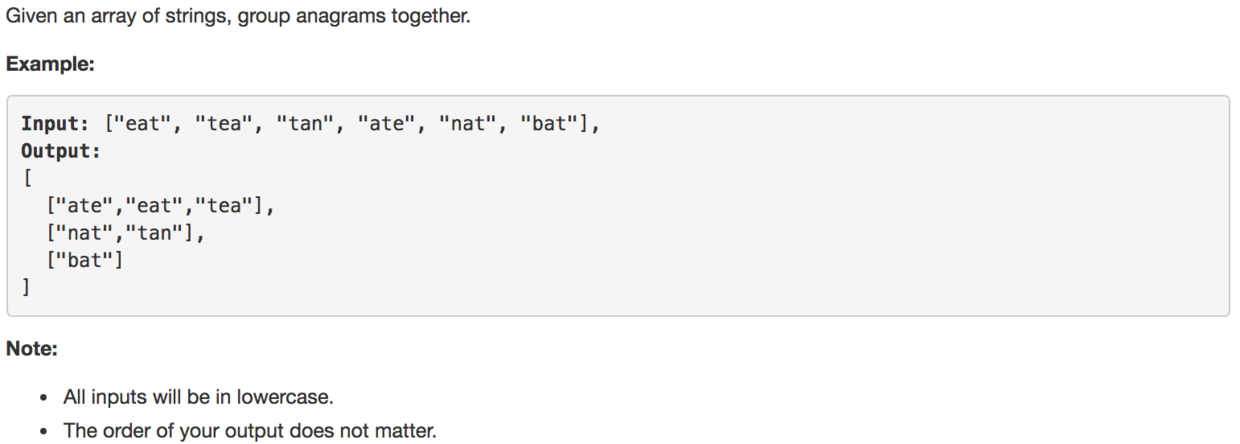 Given an array of strings, group anagrams together.
Example:
Input: ["eat", "tea", "tan", "ate", "nat", "bat"],
Output:
[
  ["ate","eat","tea"],
  ["nat","tan"],
  ["bat"]
]
Note:
• All inputs will be in lowercase.
• The order of your output does not matter.